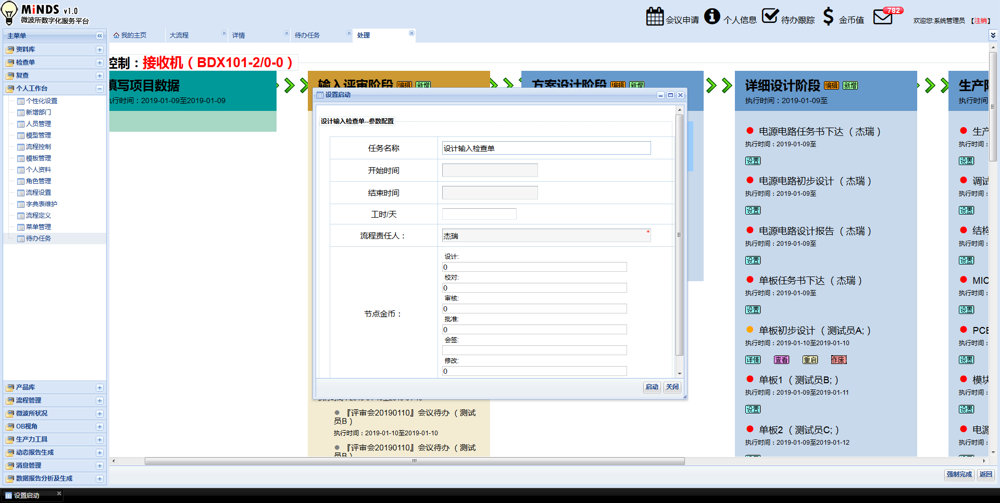 MiNDS v1.0
微波所数字化服务平台
会议申请
个人信息
待办跟踪
金币值
782
欢迎您:系统管理员 【注销】
主菜单
我的主页
大流程
详情
待办任务
处理
资料库
检查单
复查
个人工作台
个性化设置
新增部门
人员管理
模型管理
流程控制
模板管理
个人资料
角色管理
流程设置
字典表维护
流程定义
菜单管理
待办任务
产品库
流程管理
微波所状况
OB视角
生产力工具
动态报告生成
消息管理
数据报告分析及生成
控制：接收机（BDX101-2/0-0）
填写项目数据
执行时间：2019-01-09至2019-01-09
输入评审阶段 编辑 新增
方案设计阶段 编辑 新增
详细设计阶段 编辑 新增
执行时间：2019-01-09至
电源电路任务书下达（杰瑞）
执行时间：2019-01-09至
设置
电源电路初步设计（杰瑞）
执行时间：2019-01-09至
设置
电源电路设计报告（杰瑞）
执行时间：2019-01-09至
设置
单板任务书下达（杰瑞）
执行时间：2019-01-09至
设置
单板初步设计（测试员A;）
执行时间：2019-01-10至2019-01-10
详情 查看 重启 作废
单板1（测试员B;）
执行时间：2019-01-09至2019-01-11
设置
单板2（测试员C;）
执行时间：2019-01-09至2019-01-12
生产阶
执行时间
生产
执行时间：
设置
调试
执行时间：
设置
结构
执行时间：
设置
MIC
执行时间：
设置
PCB
执行时间：
设置
模块
执行时间：
设置
电源
执行时间：
设置启动
设计输入检查单--参数配置
任务名称
设计输入检查单
开始时间
结束时间
工时/天
流程责任人：
杰瑞
*
节点金币：
设计:
0
校对:
0
审核:
0
批准:
0
会签:
修改:
0
启动
关闭
『评审会20190110』会议待办（测试
员B）
执行时间：2019-01-10至2019-01-10
『评审会20190110』会议待办（测试
员B）
强制完成
返回
设置启动